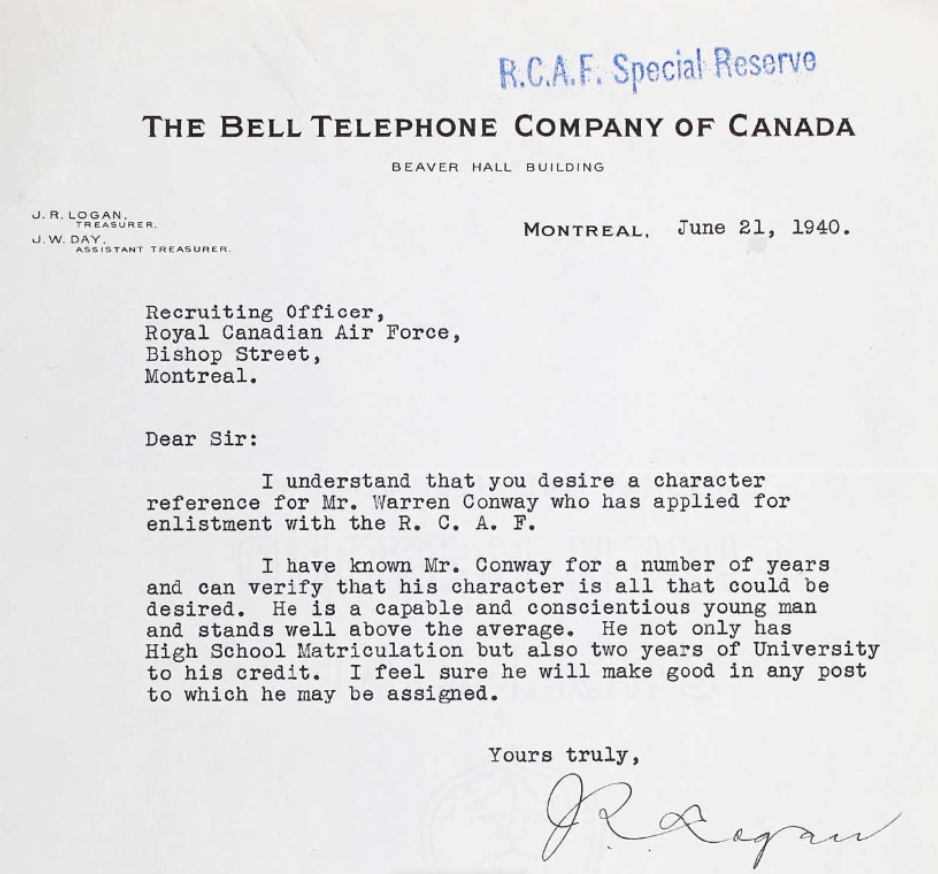 R.C.A.F. Special Reserve
THE BELL TELEPHONE COMPANY OF CANADA
BEAVER HALL BUILDING
J. R. LOGAN,
TREASURER.
J. W. DAY,
ASSISTANT TREASURER.
MONTREAL, June 21, 1940.
Recruiting Officer,
Royal Canadian Air Force,
Bishop Street,
Montreal.
Dear Sir:
I understand that you desire a character
reference for Mr. Warren Conway who has applied for
enlistment with the R. C. A. F.
I have known Mr. Conway for a number of years
and can verify that his character is all that could be
desired. He is a capable and conscientious young man
and stands well above the average. He not only has
High School Matriculation but also two years of University
to his credit. I feel sure he will make good in any post
to which he may be assigned.
Yours truly,
J. R. Logan